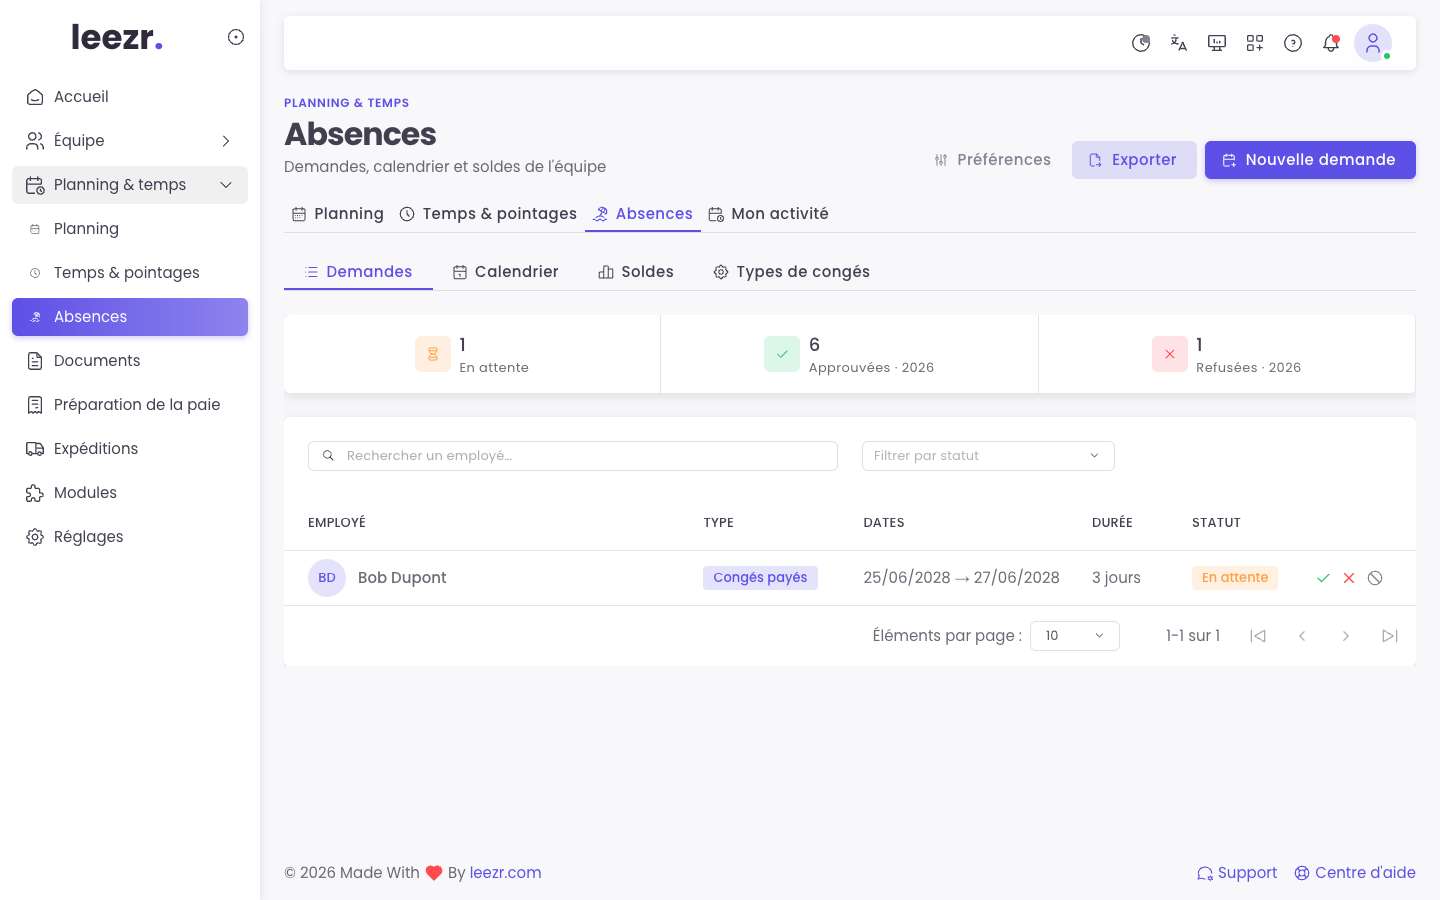 leezr.
Accueil
Équipe
Planning & temps
Planning
Temps & pointages
Absences
Documents
Préparation de la paie
Expéditions
Modules
Réglages
PLANNING & TEMPS
Absences
Demandes, calendrier et soldes de l'équipe
Préférences
Exporter
Nouvelle demande
Planning
Temps & pointages
Absences
Mon activité
Demandes
Calendrier
Soldes
Types de congés
1
En attente
6
Approuvées · 2026
1
Refusées · 2026
Rechercher un employé...
Filtrer par statut
EMPLOYÉ TYPE DATES DURÉE STATUT
BD Bob Dupont Congés payés 25/06/2028 → 27/06/2028 3 jours En attente
Éléments par page : 10 1-1 sur 1
© 2026 Made With By leezr.com
Support
Centre d'aide